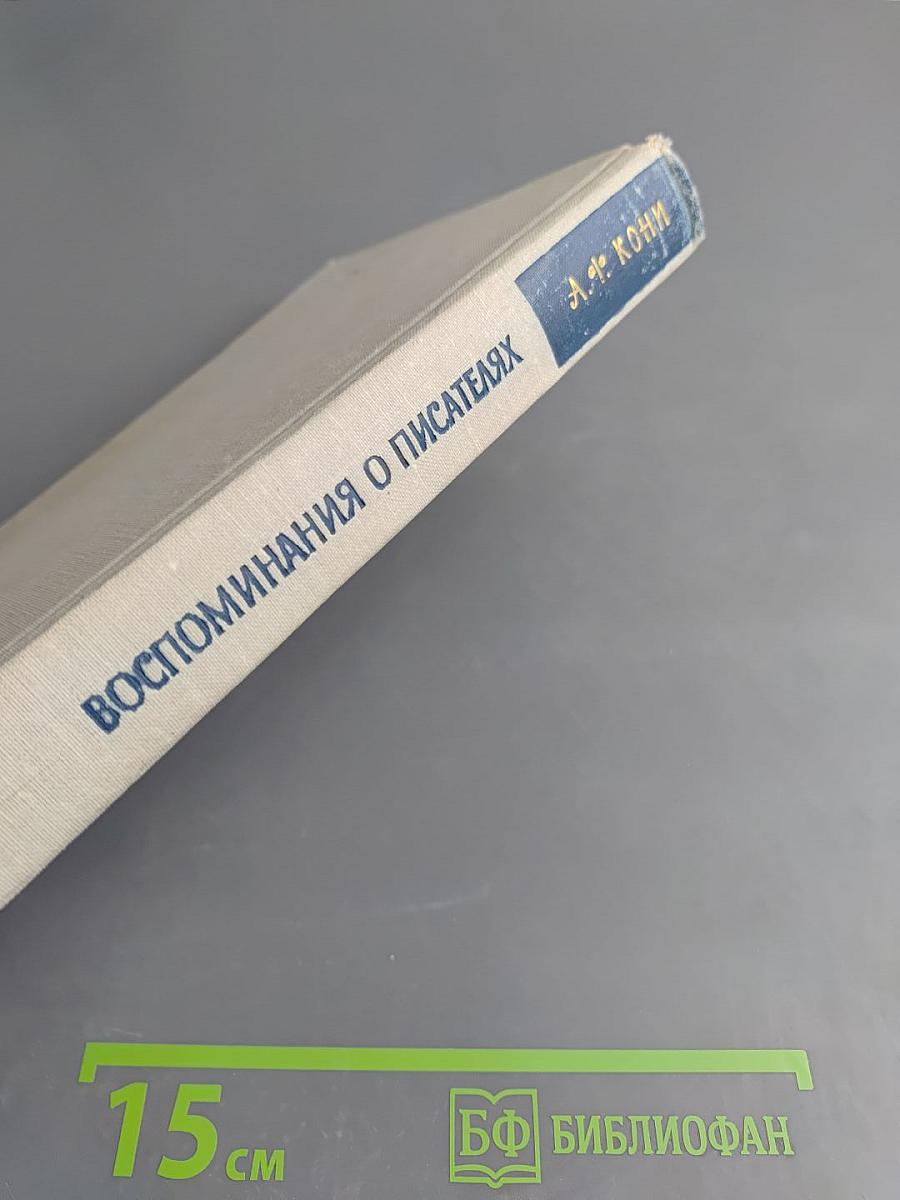 А.Ф. КОНИ
ВОСПОМИНАНИЯ О ПИСАТЕЛЯХ
15 см
БФ БИБЛИОФАН